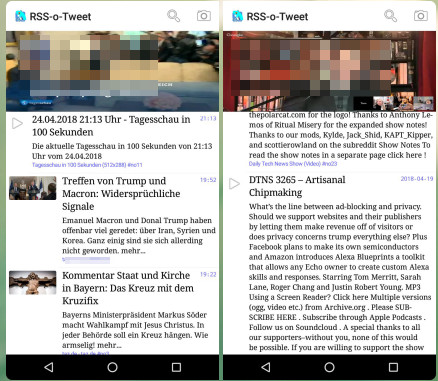 RSS-o-Tweet
24.04.2018 21:13 Uhr - Tagesschau in
21:13
100 Sekunden
Die aktuelle Tagesschau in 100 Sekunden von 21:13
Uhr vom 24.04.2018
Tagesschau in 100 Sekunden (512x288) #no11
Treffen von Trump und
19:52
Macron: Widersprüchliche
Signale
Emanuel Macron und Donal Trump haben
offenbar viel geredet: über Iran, Syrien und
Korea. Ganz einig sind sie sich allerding
nicht geworden. mehr...
Kommentar Staat und Kirche
19:22
in Bayern: Das Kreuz mit dem
Kruzifix
Bayerns Ministerpräsident Markus Söder
macht Wahlkampf mit Jesus Christus. In
jeder Behörde soll ein Kreuz hängen. Wie
armselig! mehr...
RSS-o-Tweet
thepolarcat.com for the logo! Thanks to Anthony Le-
mos of Ritual Misery for the expanded show notes!
Thanks to our mods, Kylde, Jack_Shid, KAPT_Kipper,
and scottierowland on the subreddit Show Notes To
read the show notes in a separate page click here !
Daily Tech News Show (Video) #no23
DTNS 3265 – Artisanal
2018-04-19
Chipmaking
What's the line between ad-blocking and privacy.
Should we support websites and their publishers
by letting them make revenue off of visitors or
does privacy concerns trump everything else? Plus
Facebook plans to make its own semiconductors
and Amazon introduces Alexa Blueprints a toolkit
that allows any Echo owner to create custom Alexa
skills and responses. Starring Tom Merritt, Sarah
Lane, Roger Chang and Justin Robert Young. MP3
Using a Screen Reader? Click here Multiple versions
(ogg, video etc.) from Archive.org . Please SUB-
SCRIBE HERE . Subscribe through Apple Podcasts .
Follow us on Soundcloud . A special thanks to all
our supporters–without you, none of this would
be possible. If you are willing to support the show